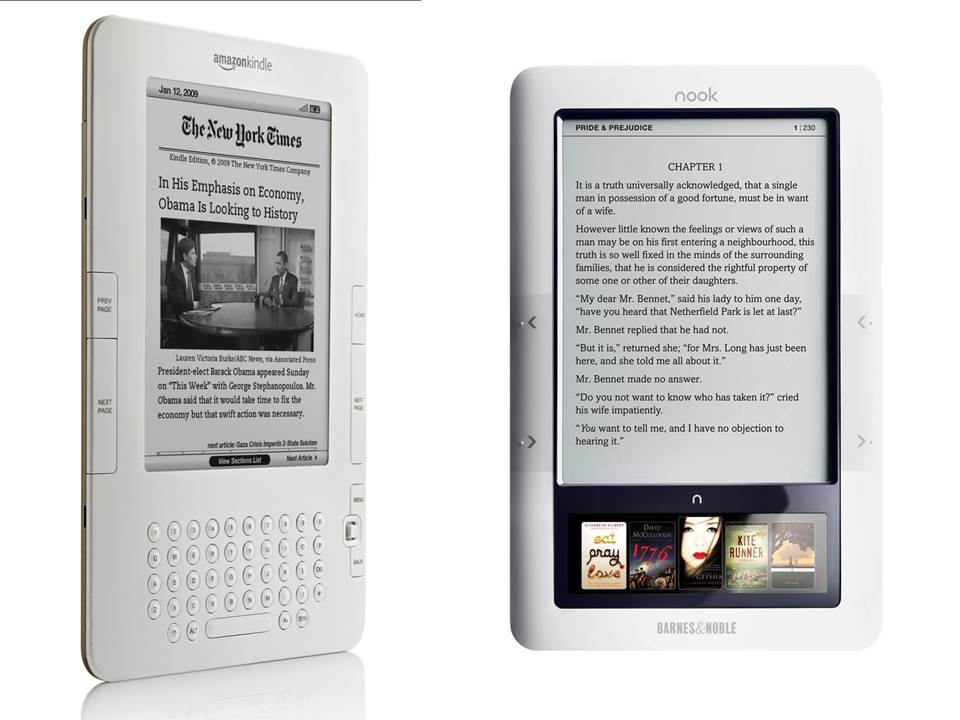 amazonkindle
Jan 12, 2009
The New York Times
Kindle Edition, © 2009 The New York Times Company
In His Emphasis on Economy,
Obama Is Looking to History
Lauren Victoria Burke/ABC News, via Associated Press
President-elect Barack Obama appeared Sunday
on "This Week" with George Stephanopoulos. Mr.
Obama said that it would take time to fix the
economy but that swift action was necessary.
next article: Gaza Crisis Imperils 2-State Solution
View Sections List
Next Article
PREV
PAGE
NEXT
PAGE
HOME
NEXT
PAGE
MENU
BACK
1 2 3 4 5 6 7 8 9 0
Q W E R T Y U I O P
A S D F G H J K L DEL
Z X C V B N M
ALT
SYM
nook
PRIDE & PREJUDICE
1 | 230
CHAPTER 1
It is a truth universally acknowledged, that a single
man in possession of a good fortune, must be in want
of a wife.
However little known the feelings or views of such a
man may be on his first entering a neighbourhood, this
truth is so well fixed in the minds of the surrounding
families, that he is considered the rightful property of
some one or other of their daughters.
“My dear Mr. Bennet,” said his lady to him one day,
“have you heard that Netherfield Park is let at last?”
Mr. Bennet replied that he had not.
“But it is,” returned she; “for Mrs. Long has just been
here, and she told me all about it.”
Mr. Bennet made no answer.
“Do you not want to know who has taken it?” cried
his wife impatiently.
“You want to tell me, and I have no objection to
hearing it.”
n
ELIZABETH GILBERT
eat
pray
love
DAVID
McCULLOUGH
1776
GEISHA
KITE
RUNNER
BARNES&NOBLE